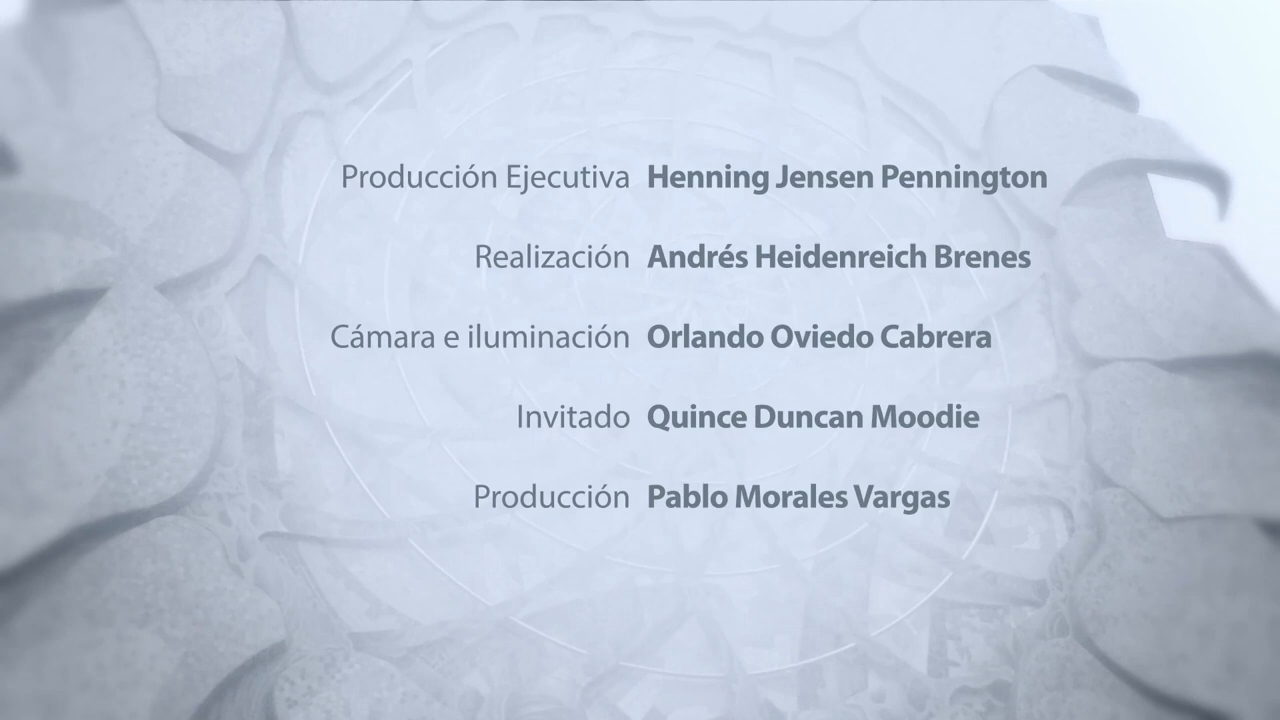 Producción Ejecutiva Henning Jensen Pennington
Realización Andrés Heidenreich Brenes
Cámara e iluminación Orlando Oviedo Cabrera
Invitado Quince Duncan Moodie
Producción Pablo Morales Vargas